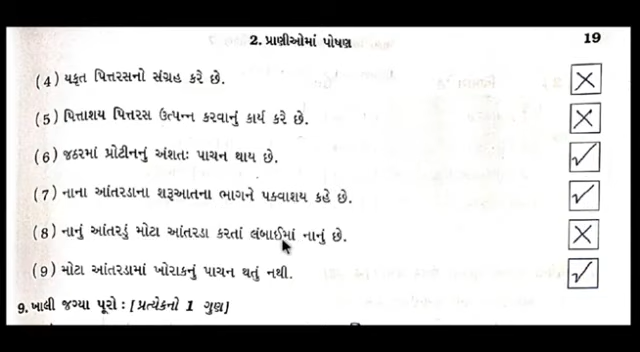 2. પ્રાણીઓમાં પોષણ 19
(4) યકૃત પિત્તરસનો સંગ્રહ કરે છે. ×
(5) પિત્તાશય પિત્તરસ ઉત્પન્ન કરવાનું કાર્ય કરે છે. ×
(6) જઠરમાં પ્રોટીનનું અંશતઃ પાચન થાય છે. ✓
(7) નાના આંતરડાના શરૂઆતના ભાગને પક્વાશય કહે છે. ✓
(8) નાનું આંતરડું મોટા આંતરડા કરતાં લંબાઈમાં નાનું છે. ×
(9) મોટા આંતરડામાં ખોરાકનું પાચન થતું નથી. ✓
9. ખાલી જગ્યા પૂરો : [પ્રત્યેકનો 1 ગુણ]